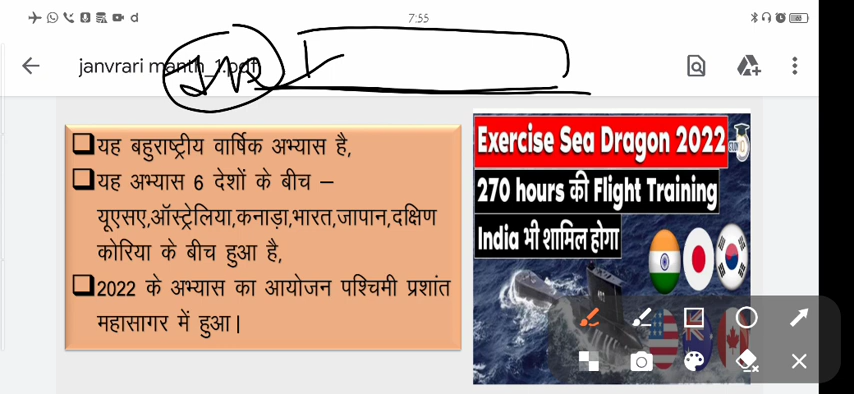 7:55
janvrari manth_1.pdf
❑यह बहुराष्ट्रीय वार्षिक अभ्यास है,
❑यह अभ्यास 6 देशों के बीच –
यूएसए,ऑस्ट्रेलिया,कनाड़ा,भारत,जापान,दक्षिण
कोरिया के बीच हुआ है,
❑2022 के अभ्यास का आयोजन पश्चिमी प्रशांत
महासागर में हुआ।
Exercise Sea Dragon 2022
270 hours की Flight Training
India भी शामिल होगा